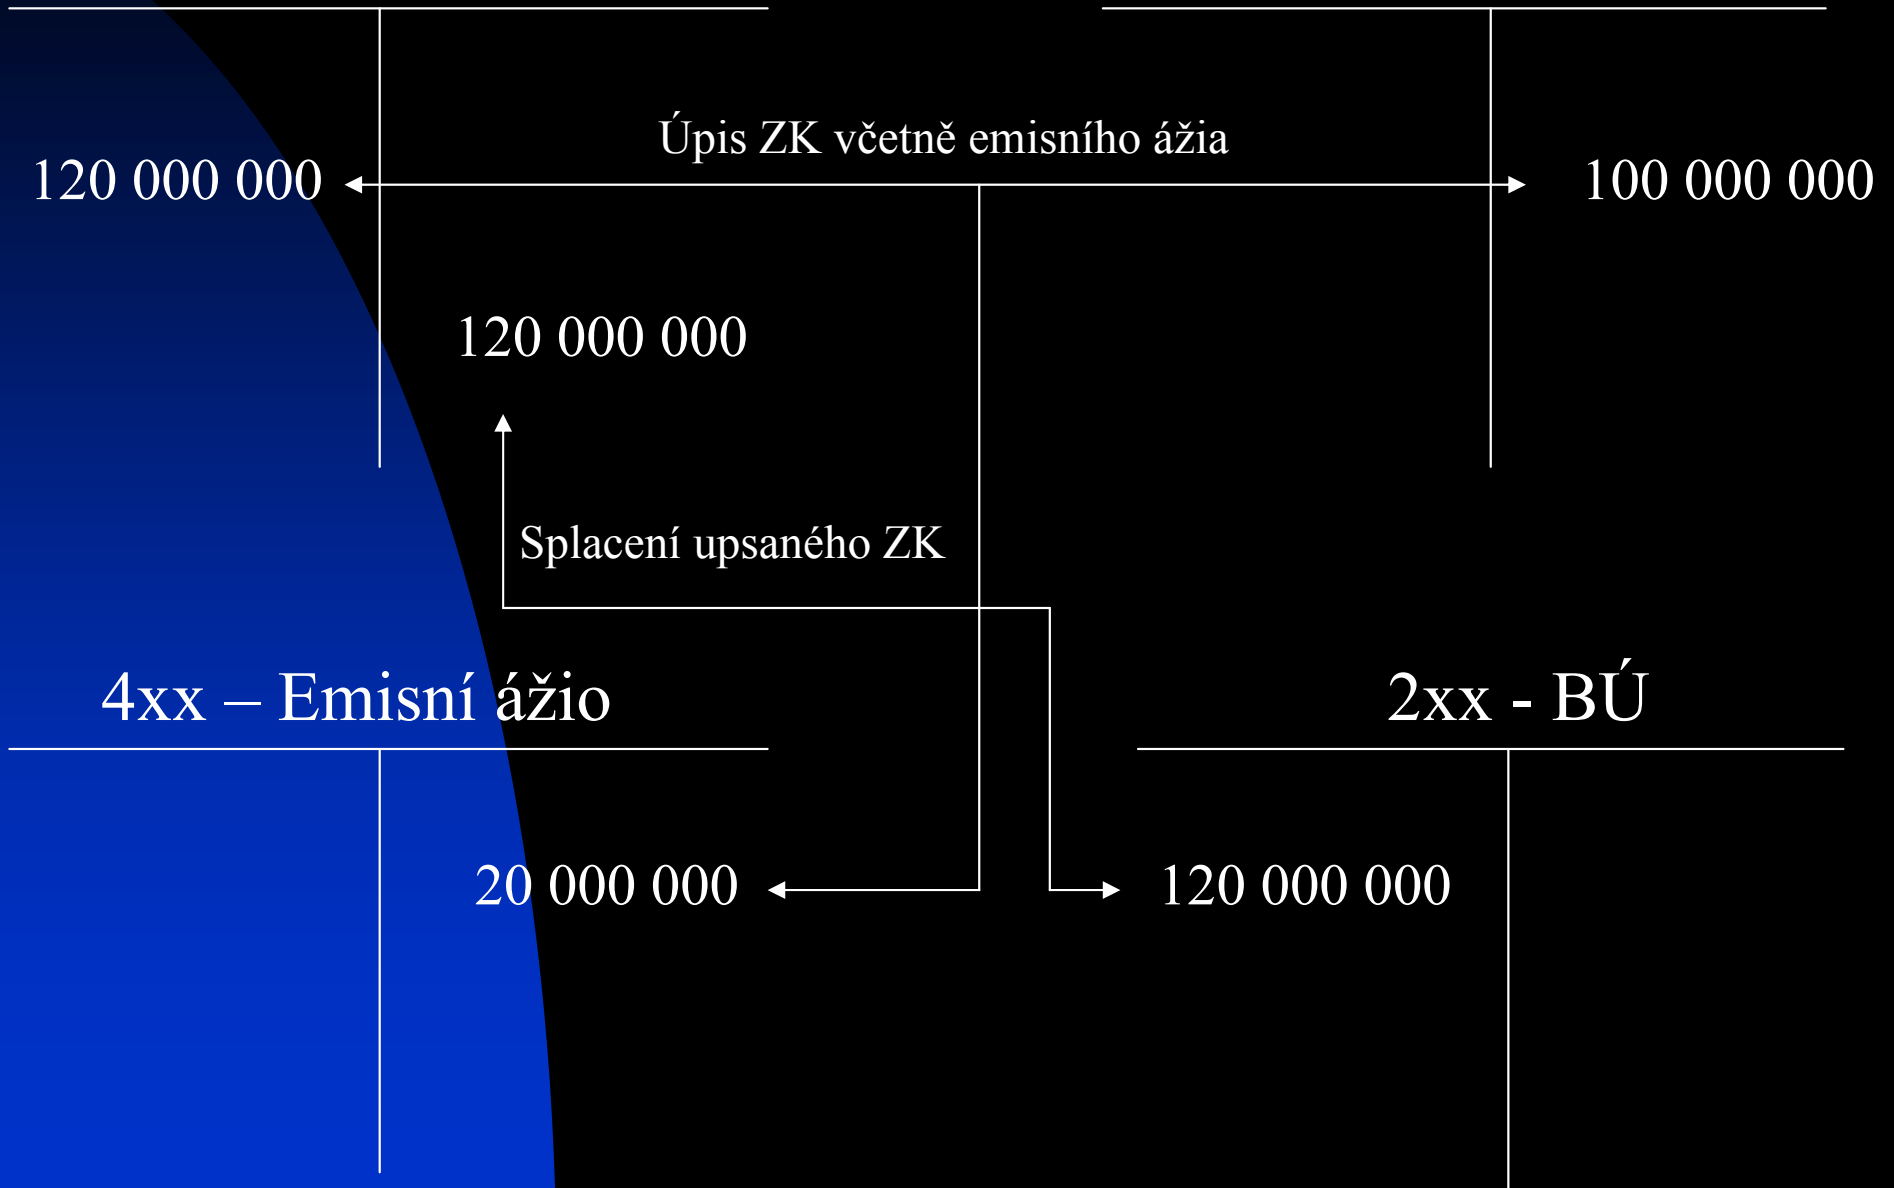 Úpis ZK včetně emisního ážia
120 000 000
100 000 000
120 000 000
Splacení upsaného ZK
4xx – Emisní ážio
2xx - BÚ
20 000 000
120 000 000